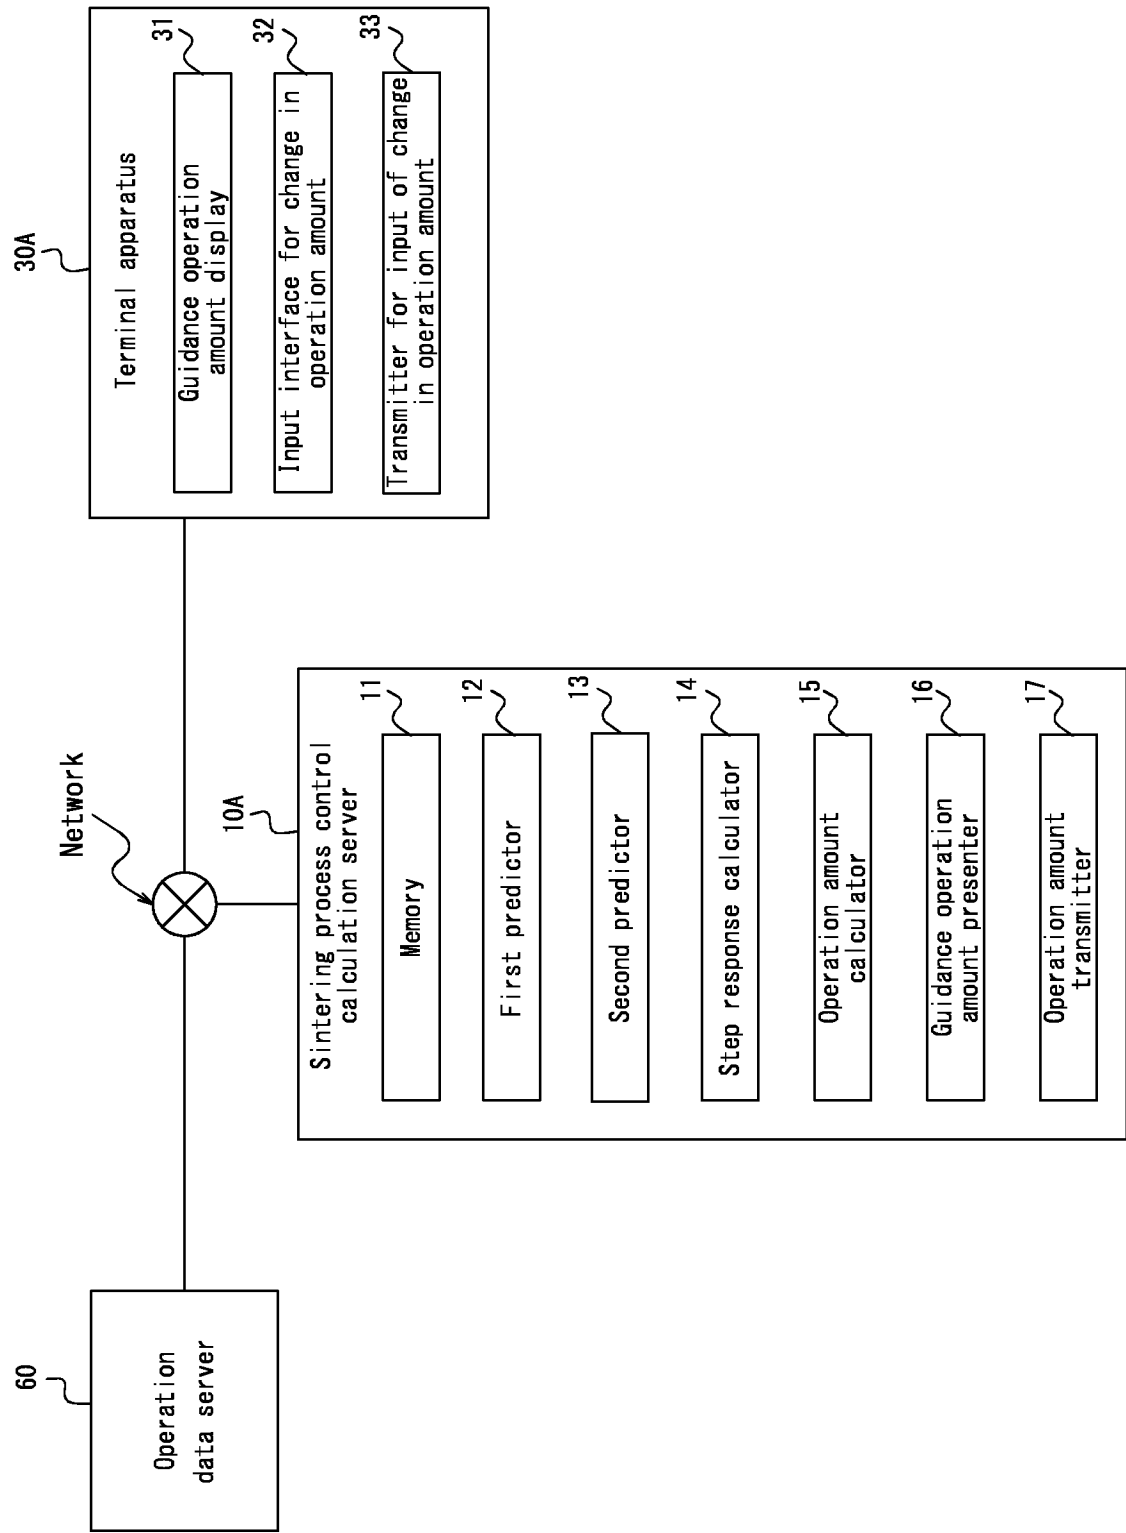 60
Operation
data server
Network
10A
Sintering process control
calculation server
Memory
11
First predictor
12
Second predictor
13
Step response calculator
14
Operation amount
calculator
15
Guidance operation
amount presenter
16
Operation amount
transmitter
17
30A
Terminal apparatus
Guidance operation
amount display
31
Input interface for change in
operation amount
32
Transmitter for input of change
in operation amount
33